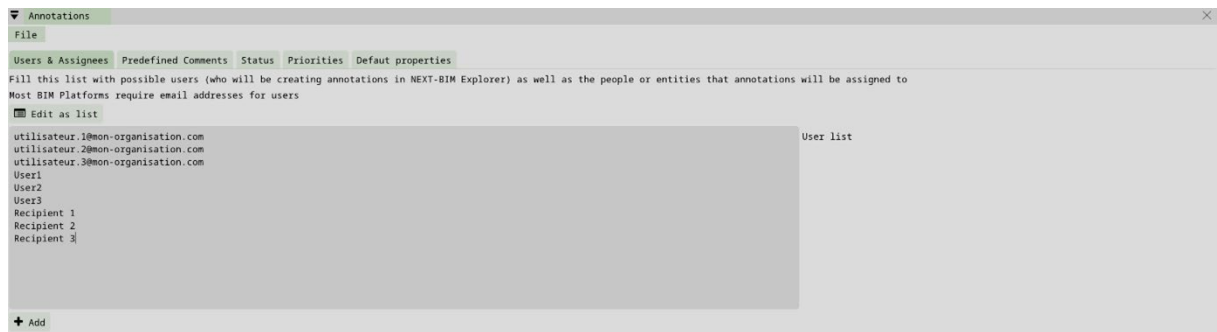 Annotations
File
Users & Assignees Predefined Comments Status Priorities Defaut properties
Fill this list with possible users (who will be creating annotations in NEXT-BIM Explorer) as well as the people or entities that annotations will be assigned to
Most BIM Platforms require email addresses for users
Edit as list
utilisateur.1@mon-organisation.com User list
utilisateur.2@mon-organisation.com
utilisateur.3@mon-organisation.com
User1
User2
User3
Recipient 1
Recipient 2
Recipient 3
Add